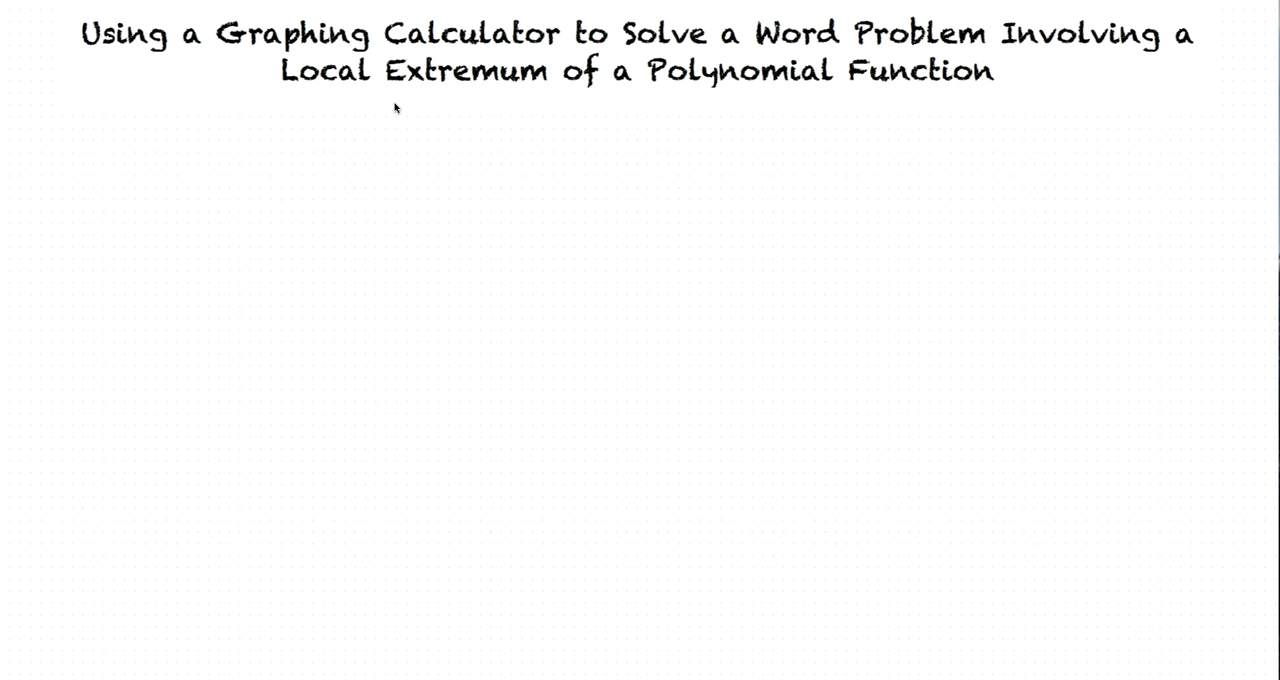 Using a Graphing Calculator to Solve a Word Problem Involving a
Local Extremum of a Polynomial Function